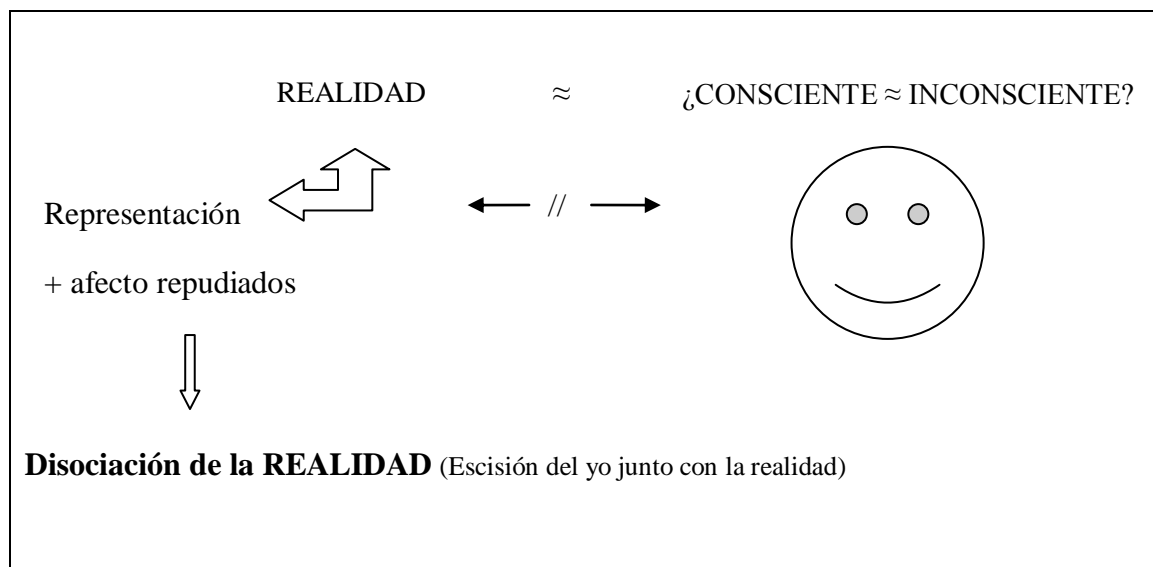 REALIDAD ≈ ¿CONSCIENTE ≈ INCONSCIENTE?
Representación //
+ afecto repudiados
Disociación de la REALIDAD (Escisión del yo junto con la realidad)